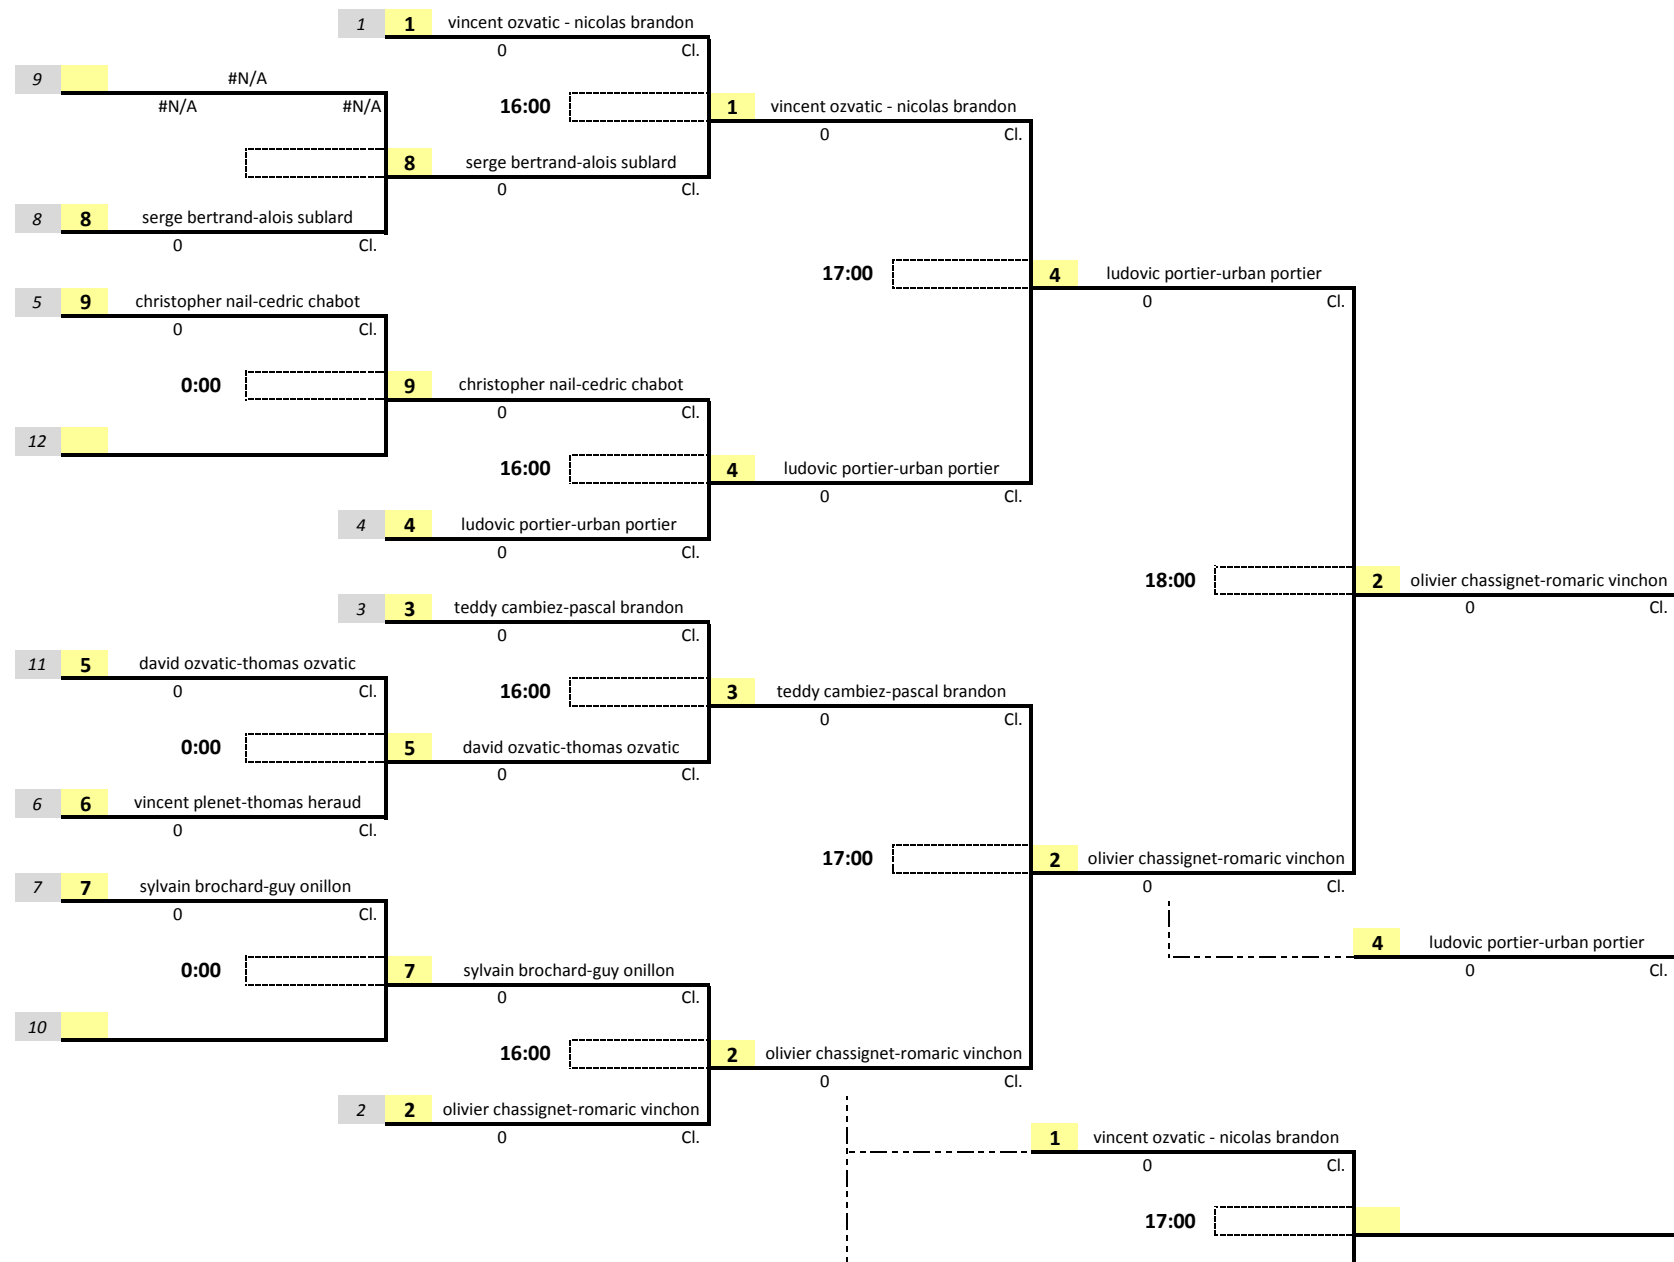 1 1 vincent ozvatic - nicolas brandon
0 Cl.
9 #N/A
#N/A #N/A
16:00
1 vincent ozvatic - nicolas brandon
0 Cl.
8 serge bertrand-alois sublard
0 Cl.
8 8 serge bertrand-alois sublard
0 Cl.
17:00
4 ludovic portier-urban portier
0 Cl.
5 9 christopher nail-cedric chabot
0 Cl.
0:00
9 christopher nail-cedric chabot
0 Cl.
12
16:00
4 ludovic portier-urban portier
0 Cl.
4 4 ludovic portier-urban portier
0 Cl.
18:00
2 olivier chassignet-romaric vinchon
0 Cl.
3 3 teddy cambiez-pascal brandon
0 Cl.
11 5 david ozvatic-thomas ozvatic
0 Cl.
16:00
3 teddy cambiez-pascal brandon
0 Cl.
0:00
5 david ozvatic-thomas ozvatic
0 Cl.
6 6 vincent plenet-thomas heraud
0 Cl.
17:00
2 olivier chassignet-romaric vinchon
0 Cl.
7 7 sylvain brochard-guy onillon
0 Cl.
4 ludovic portier-urban portier
0 Cl.
0:00
7 sylvain brochard-guy onillon
0 Cl.
10
16:00
2 olivier chassignet-romaric vinchon
0 Cl.
2 2 olivier chassignet-romaric vinchon
0 Cl.
1 vincent ozvatic - nicolas brandon
0 Cl.
17:00